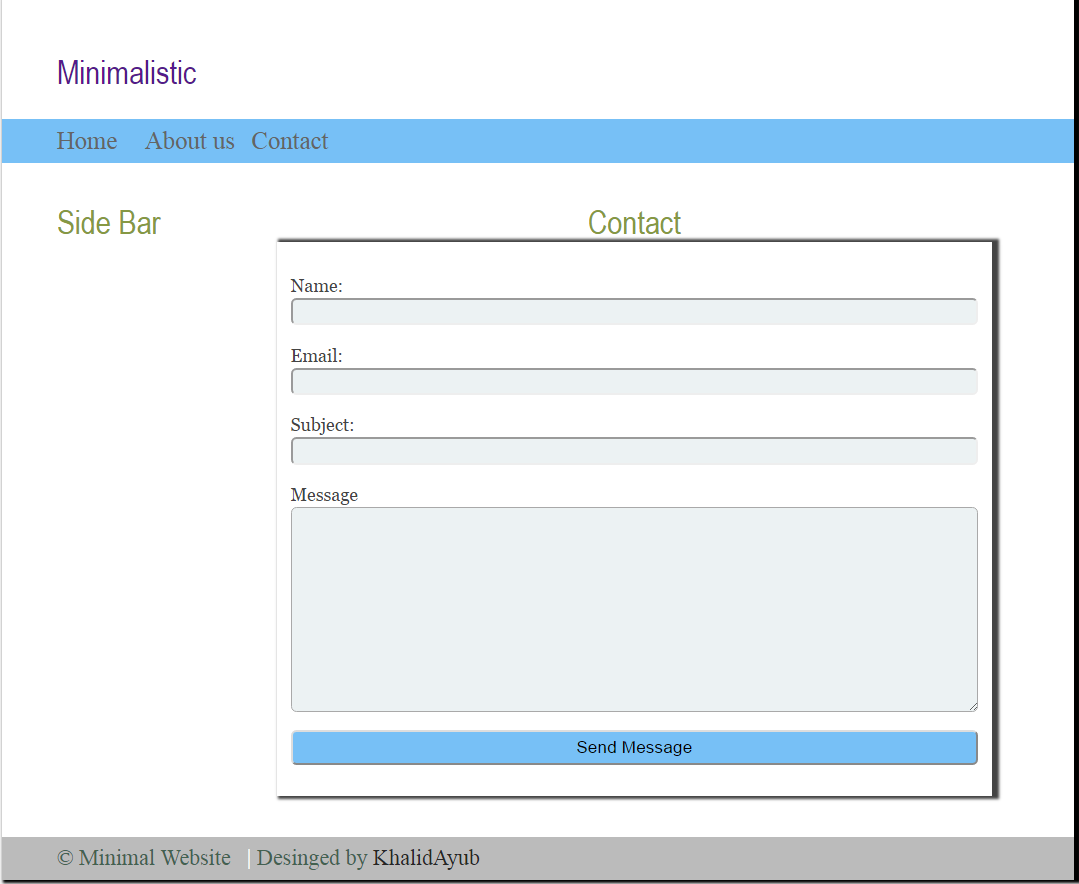 Minimalistic
Home About us Contact
Side Bar
Contact
Name:
Email:
Subject:
Message
Send Message
© Minimal Website | Desinged by KhalidAyub